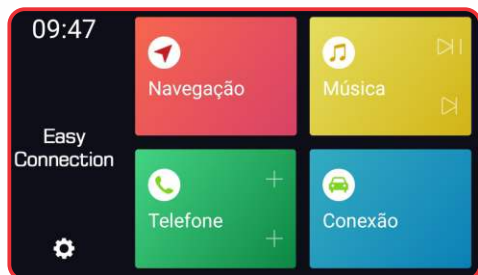 09:47
Easy
Connection
Navegação
Música
Telefone
Conexão